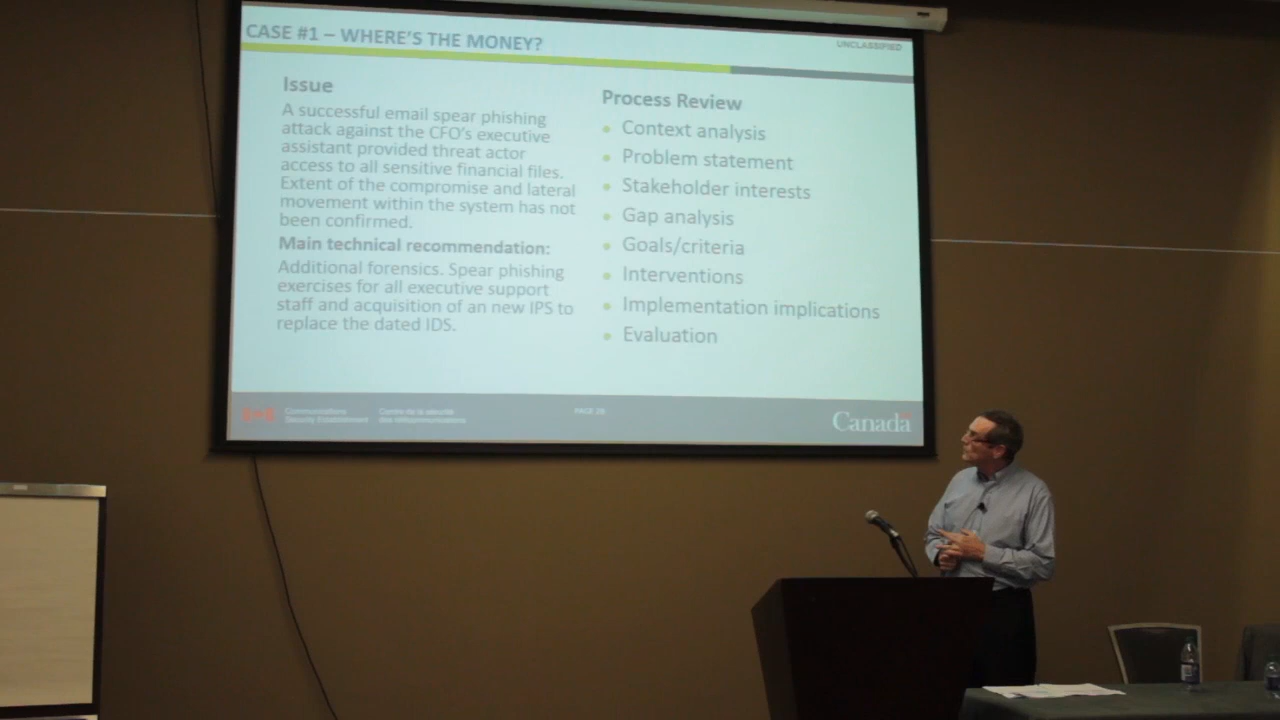 CASE #1 – WHERE'S THE MONEY?
UNCLASSIFIED
Issue
A successful email spear phishing
attack against the CFO's executive
assistant provided threat actor
access to all sensitive financial files.
Extent of the compromise and lateral
movement within the system has not
been confirmed.
Main technical recommendation:
Additional forensics. Spear phishing
exercises for all executive support
staff and acquisition of an new IPS to
replace the dated IDS.
Process Review
• Context analysis
• Problem statement
• Stakeholder interests
• Gap analysis
• Goals/criteria
• Interventions
• Implementation implications
• Evaluation
Communications
Security Establishment
Centre de la sécurité
des télécommunications
PAGE
Canada